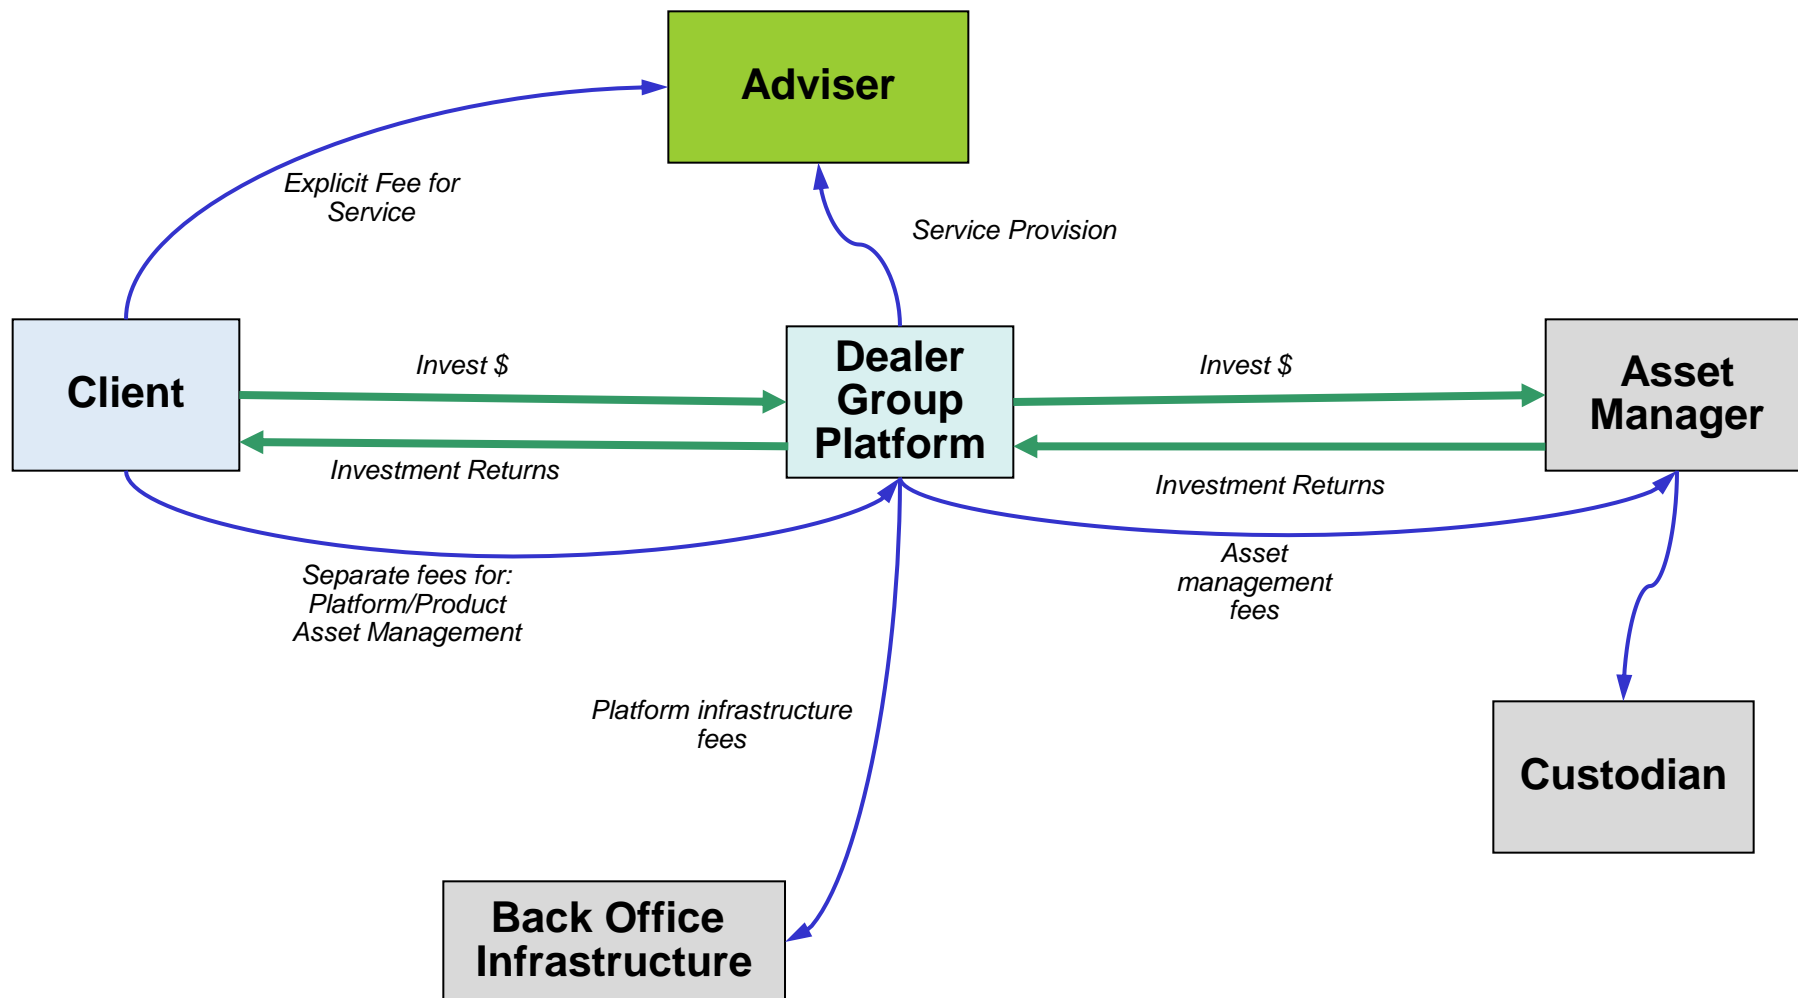 Adviser
Explicit Fee for
Service
Service Provision
Client
Invest $
Dealer
Group
Platform
Invest $
Asset
Manager
Investment Returns
Investment Returns
Separate fees for:
Platform/Product
Asset Management
Asset
management
fees
Platform infrastructure
fees
Custodian
Back Office
Infrastructure